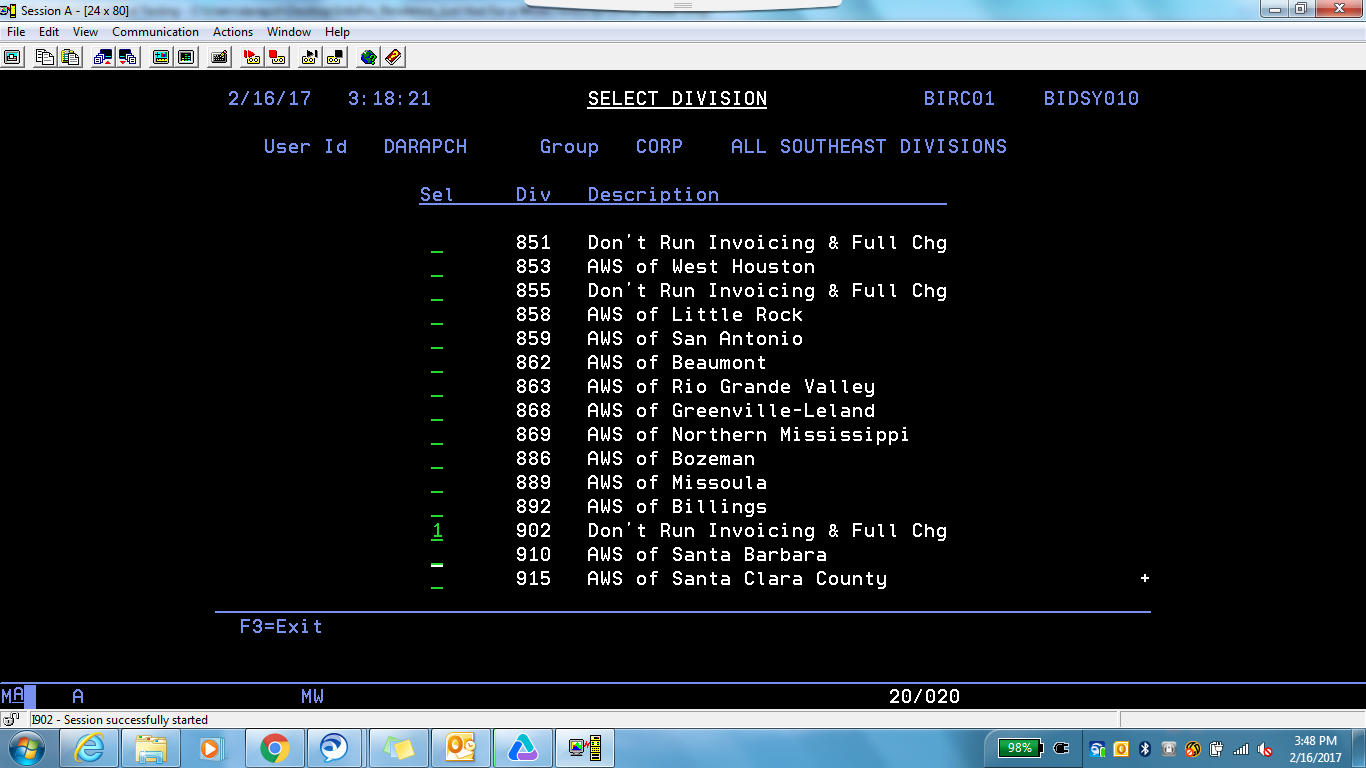 Session A - [24 x 80]
File Edit View Communication Actions Window Help
2/16/17 3:18:21 SELECT DIVISION BIRC01 BIDSY010
User Id DARAPCH Group CORP ALL SOUTHEAST DIVISIONS
Sel Div Description
_ 851 Don't Run Invoicing & Full Chg
_ 853 AWS of West Houston
_ 855 Don't Run Invoicing & Full Chg
_ 858 AWS of Little Rock
_ 859 AWS of San Antonio
_ 862 AWS of Beaumont
_ 863 AWS of Rio Grande Valley
_ 868 AWS of Greenville-Leland
_ 869 AWS of Northern Mississippi
_ 886 AWS of Bozeman
_ 889 AWS of Missoula
_ 892 AWS of Billings
1 902 Don't Run Invoicing & Full Chg
_ 910 AWS of Santa Barbara
_ 915 AWS of Santa Clara County +
F3=Exit
MA A MW 20/020
I902 - Session successfully started
98% 3:48 PM
2/16/2017